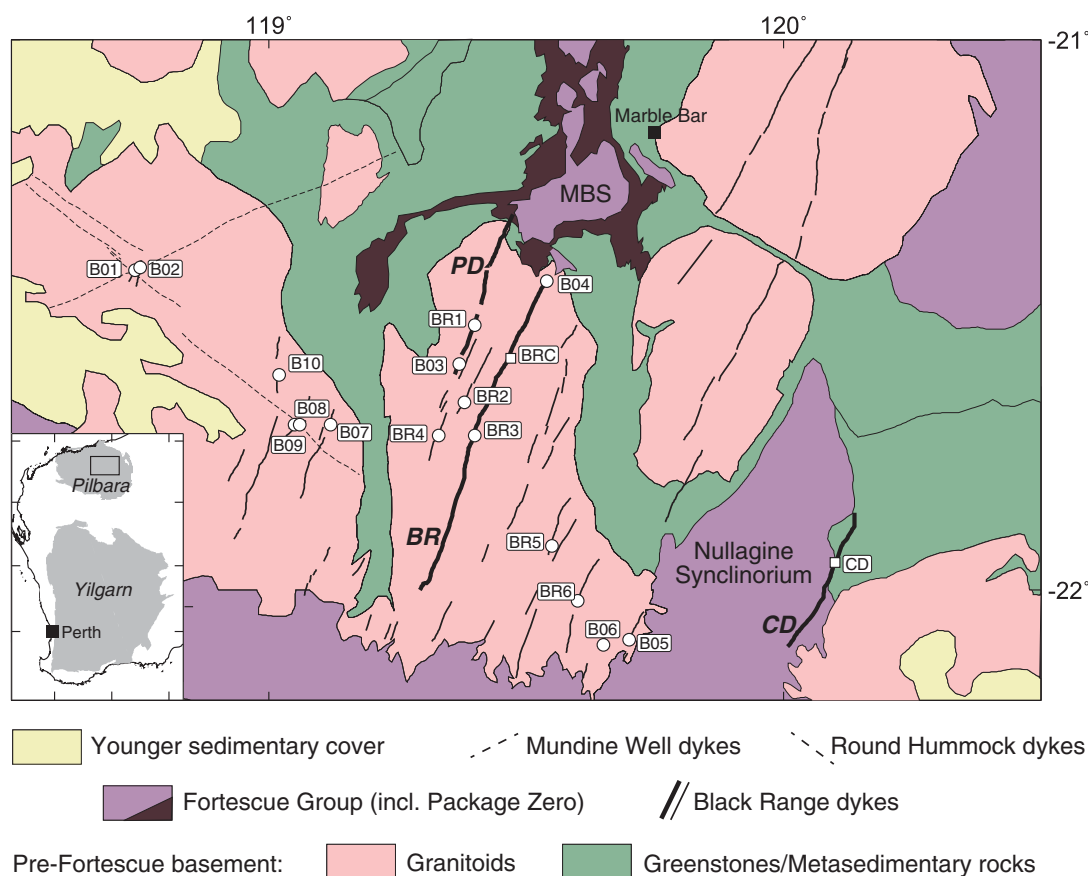 119° 120°
-21°
Marble Bar
MBS
PD
B01 B02
B04
BR1
BRC
B03
B10
BR2
B08
B09 B07 BR4 BR3
Pilbara
BR
BR5
Nullagine
Synclinorium
CD
Yilgarn
BR6
-22°
Perth
B06 B05
CD
Younger sedimentary cover Mundine Well dykes Round Hummock dykes
Fortescue Group (incl. Package Zero) Black Range dykes
Pre-Fortescue basement: Granitoids Greenstones/Metasedimentary rocks